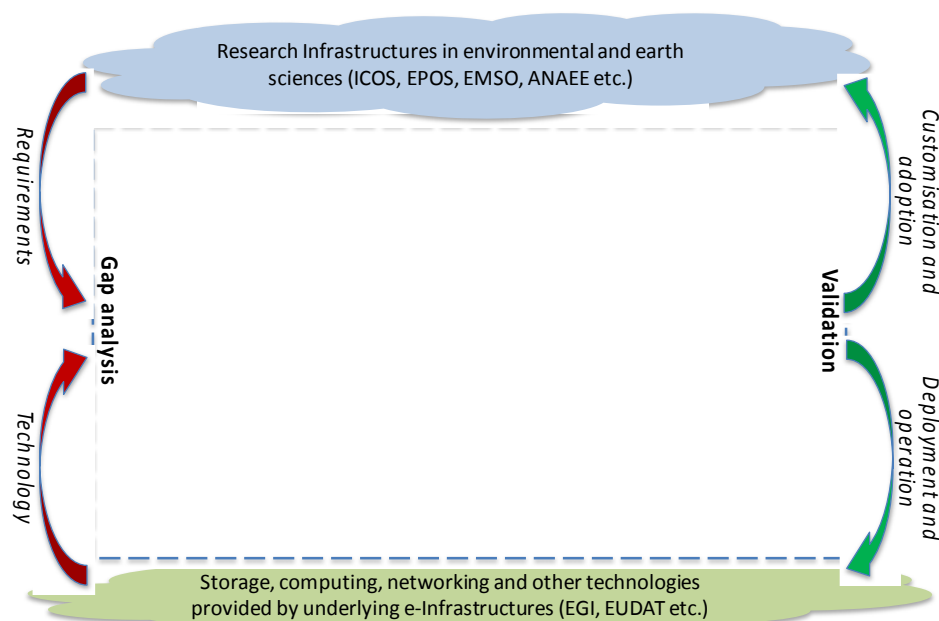 Research Infrastructures in environmental and earth
sciences (ICOS, EPOS, EMSO, ANAEE etc.)
Requirements
Customisation and
adoption
Gap analysis
Validation
Technology
Deployment and
operation
Storage, computing, networking and other technologies
provided by underlying e-Infrastructures (EGI, EUDAT etc.)